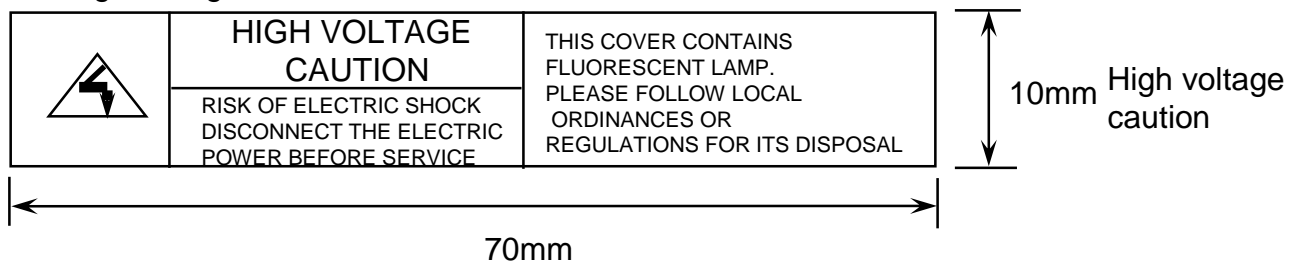 HIGH VOLTAGE
CAUTION
RISK OF ELECTRIC SHOCK
DISCONNECT THE ELECTRIC
POWER BEFORE SERVICE
THIS COVER CONTAINS
FLUORESCENT LAMP.
PLEASE FOLLOW LOCAL
ORDINANCES OR
REGULATIONS FOR ITS DISPOSAL
10mm
High voltage
caution
70mm